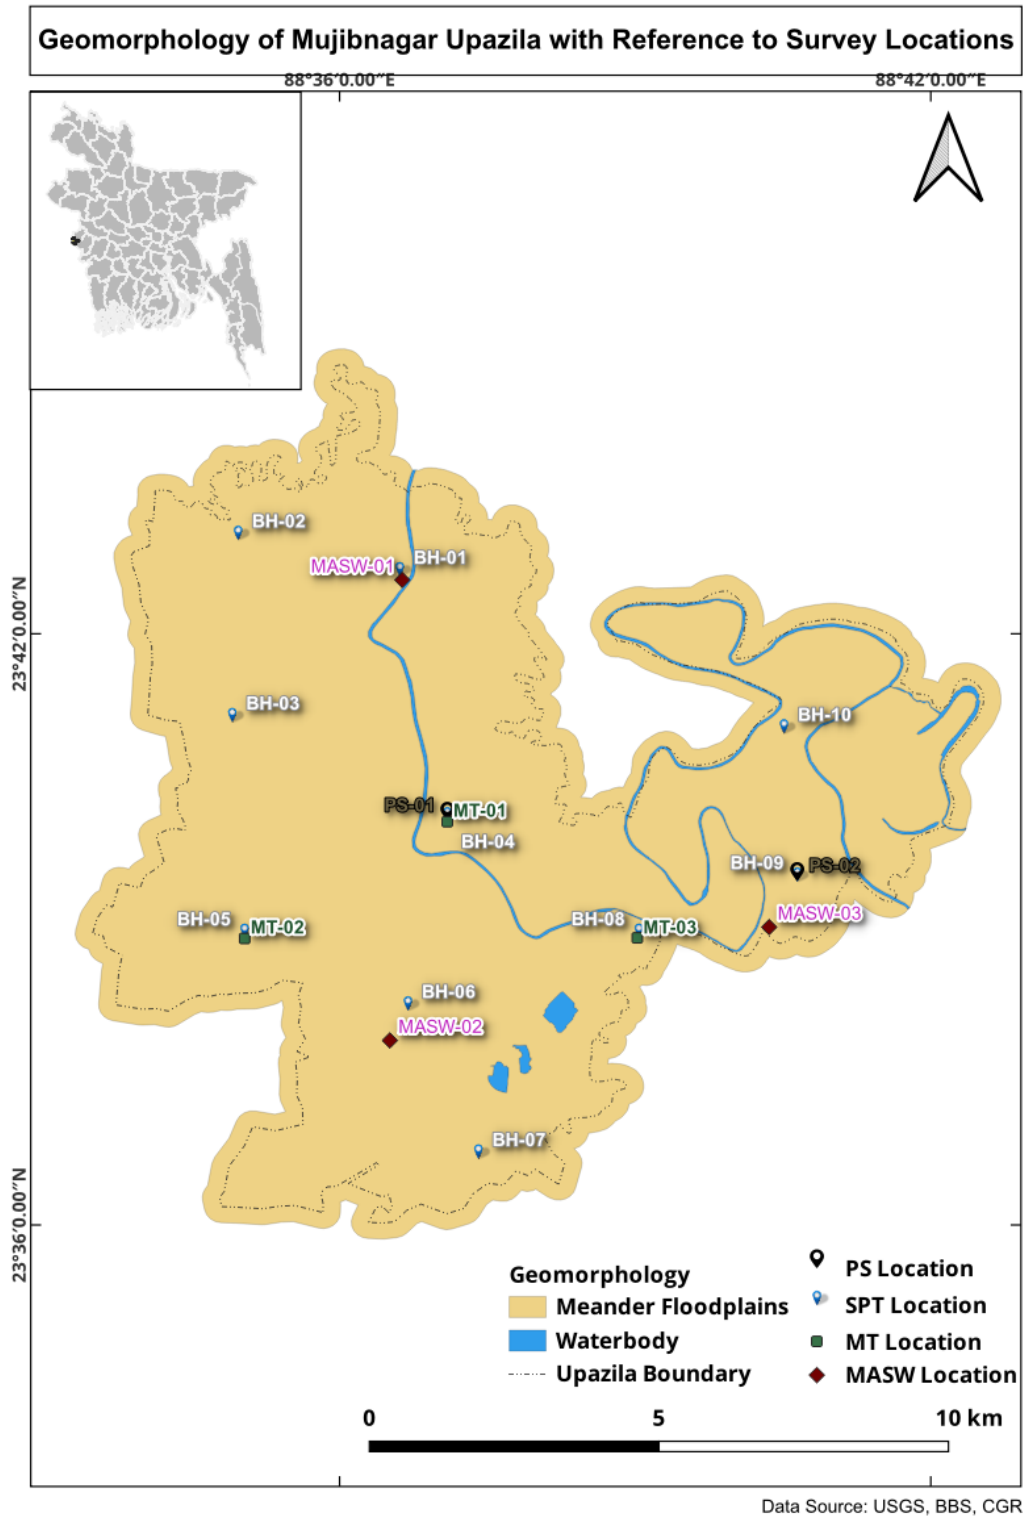 Geomorphology of Mujibnagar Upazila with Reference to Survey Locations
88°36′0.00″E
88°42′0.00″E
BH-02
MASW-01
BH-01
23°42′0.00″N
BH-03
BH-10
PS-01
MT-01
BH-04
BH-09
PS-02
MASW-03
BH-05
MT-02
BH-08
MT-03
BH-06
MASW-02
BH-07
23°36′0.00″N
Geomorphology
Meander Floodplains
Waterbody
Upazila Boundary
PS Location
SPT Location
MT Location
MASW Location
0 5 10 km
Data Source: USGS, BBS, CGR